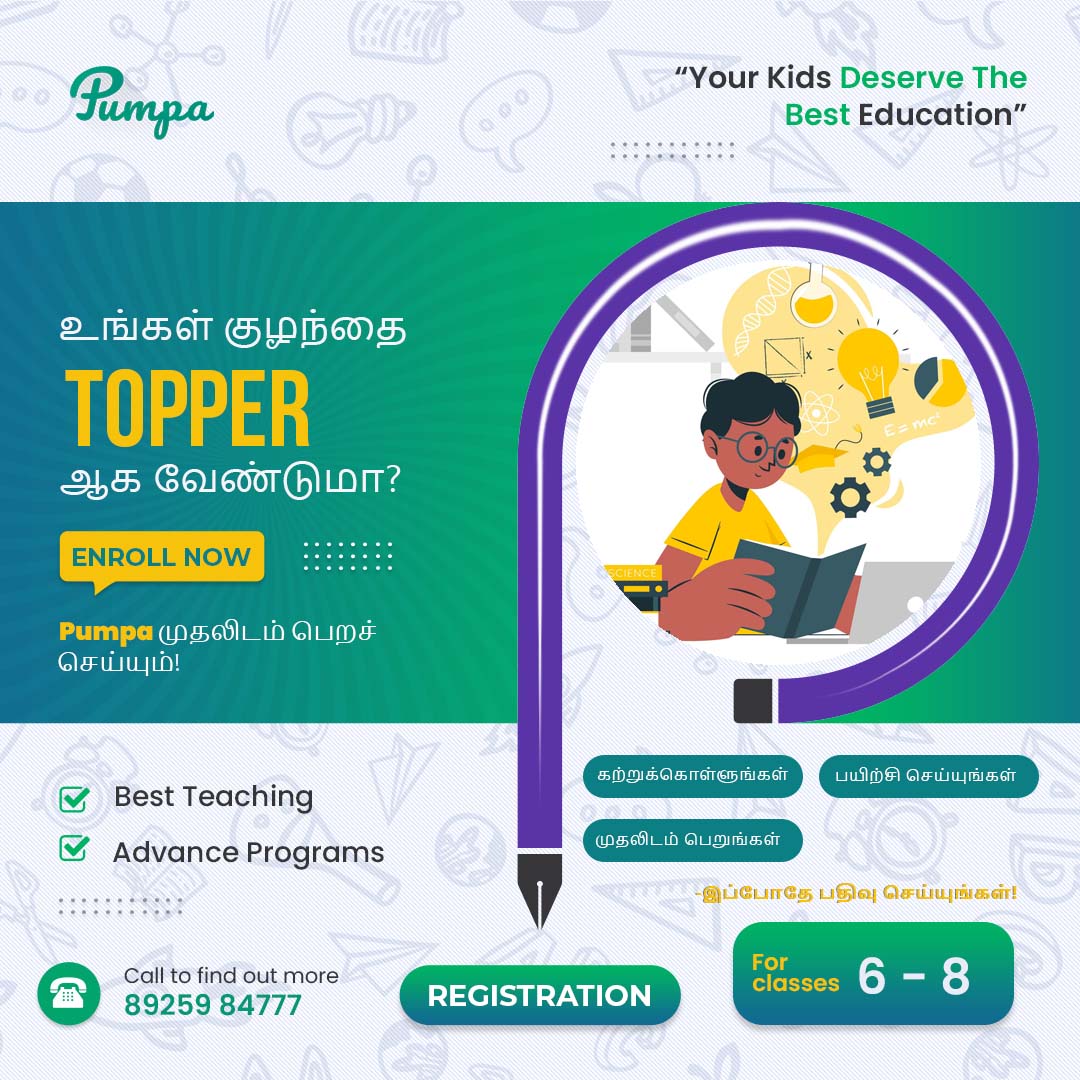 Pumpa
“Your Kids Deserve The
Best Education”
உங்கள் குழந்தை
TOPPER
ஆக வேண்டுமா?
ENROLL NOW
Pumpa முதலிடம் பெறச்
செய்யும்!
x
E = mc²
SCIENCE
Best Teaching
Advance Programs
கற்றுக்கொள்ளுங்கள்
பயிற்சி செய்யுங்கள்
முதலிடம் பெறுங்கள்
-இப்போதே பதிவு செய்யுங்கள்!
Call to find out more
89259 84777
REGISTRATION
For
classes
6 - 8